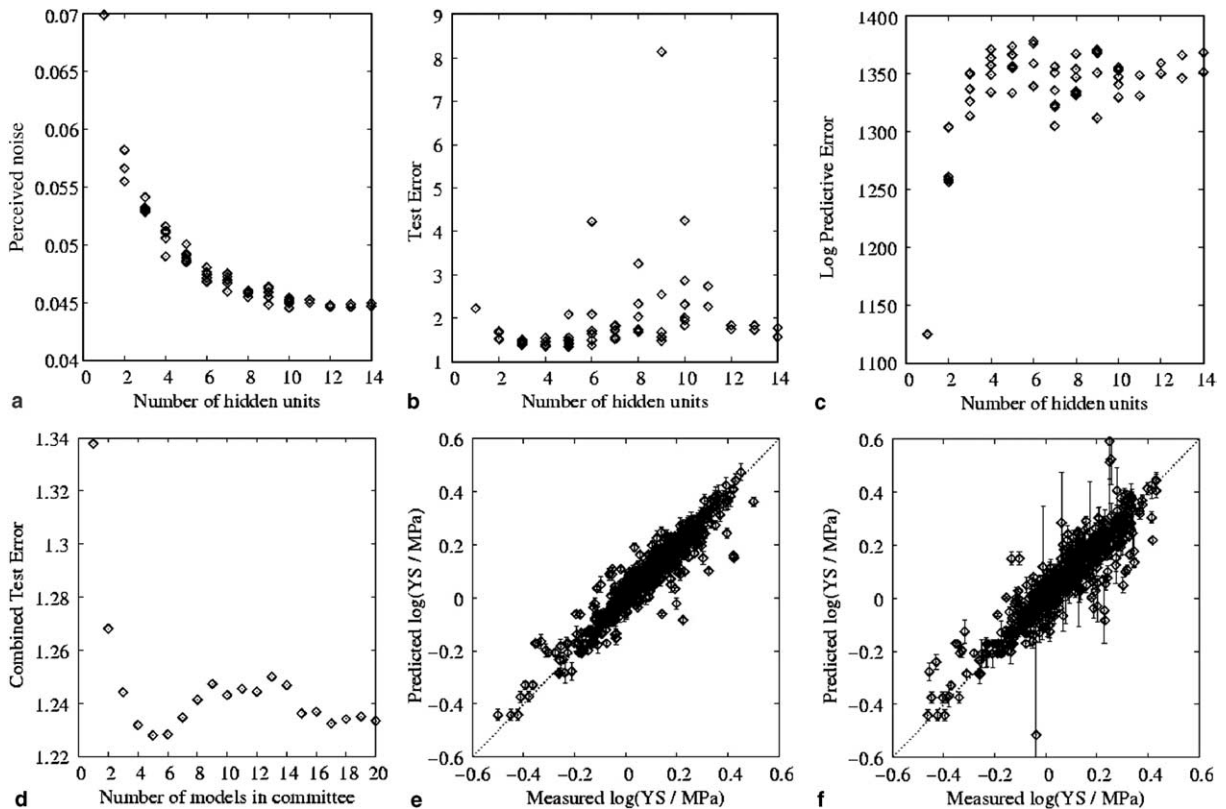 0.07
0.065
0.06
0.055
0.05
0.045
0.04
Perceived noise
0 2 4 6 8 10 12 14
Number of hidden units
a
9
8
7
6
5
4
3
2
1
Test Error
0 2 4 6 8 10 12 14
Number of hidden units
b
1400
1350
1300
1250
1200
1150
1100
Log Predictive Error
0 2 4 6 8 10 12 14
Number of hidden units
c
1.34
1.32
1.3
1.28
1.26
1.24
1.22
Combined Test Error
0 2 4 6 8 10 12 14 16 18 20
Number of models in committee
d
0.6
0.4
0.2
0
−0.2
−0.4
−0.6
Predicted log(YS / MPa)
−0.6 −0.4 −0.2 0 0.2 0.4 0.6
Measured log(YS / MPa)
e
0.6
0.4
0.2
0
−0.2
−0.4
−0.6
Predicted log(YS / MPa)
−0.6 −0.4 −0.2 0 0.2 0.4 0.6
Measured log(YS / MPa)
f